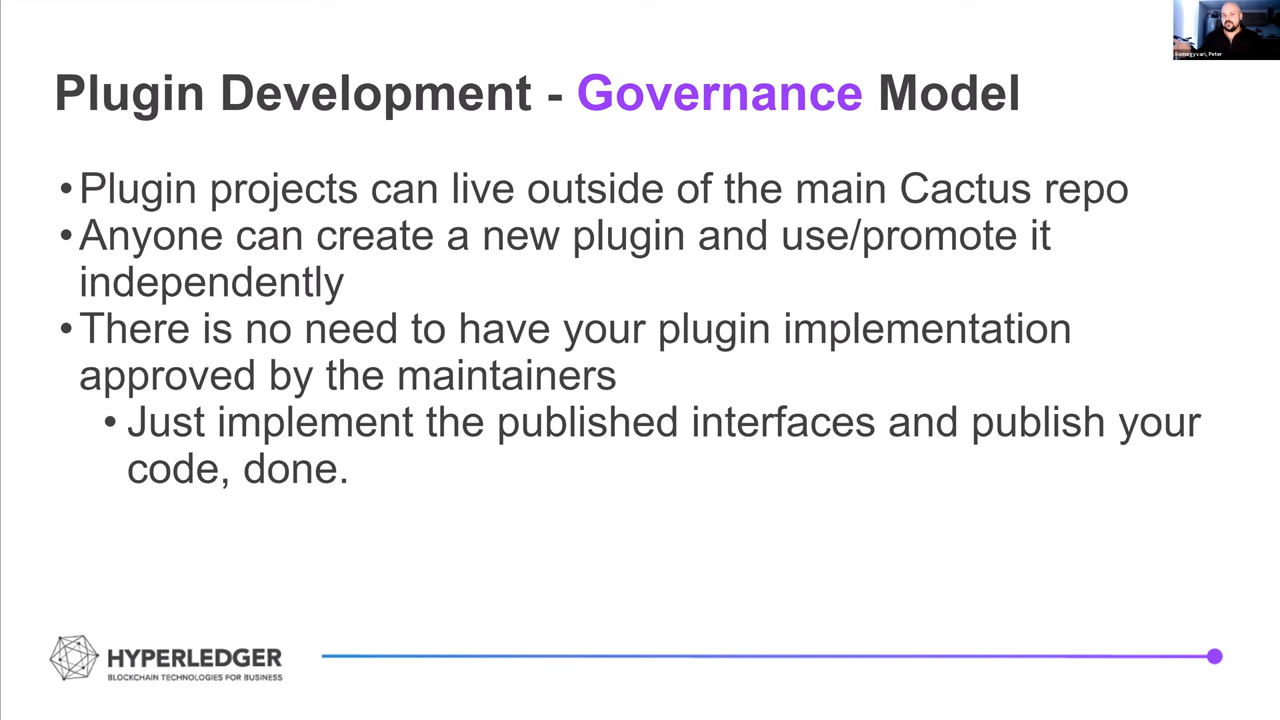 Somogyvari, Peter
Plugin Development - Governance Model
•Plugin projects can live outside of the main Cactus repo
•Anyone can create a new plugin and use/promote it
independently
•There is no need to have your plugin implementation
approved by the maintainers
• Just implement the published interfaces and publish your
code, done.
HYPERLEDGER
BLOCKCHAIN TECHNOLOGIES FOR BUSINESS